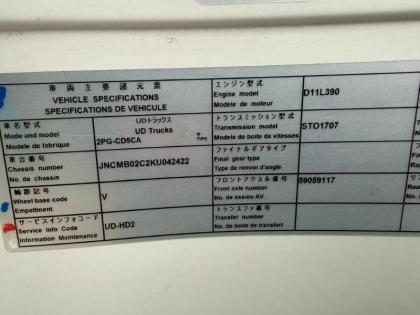 車両主要諸元表
VEHICLE SPECIFICATIONS
SPECIFICATIONS DE VEHICULE
車名型式
Made and model
Modele de fabrique
UDトラックス
UD Trucks
2PG-CD5CA
TYPE
車台番号
Chassis number
No. de chassis
JNCMB02C2KU042422
軸距記号
Wheel base code
Empattment
V
サービスインフォコード
Service Info Code
Information Maintenance
UD-HD2
エンジン型式
Engine model
Modele de moteur
D11L390
トランスミッション型式
Transmission model
Modele de boite de vitesses
STO1707
ファイナルギアタイプ
Final gear type
Type de renvoi d'angle
フロントアクスル番号
Front axle number
No. de essieu AV
59059117
トランスファ番号
Transfer number
No. de boite de transfert